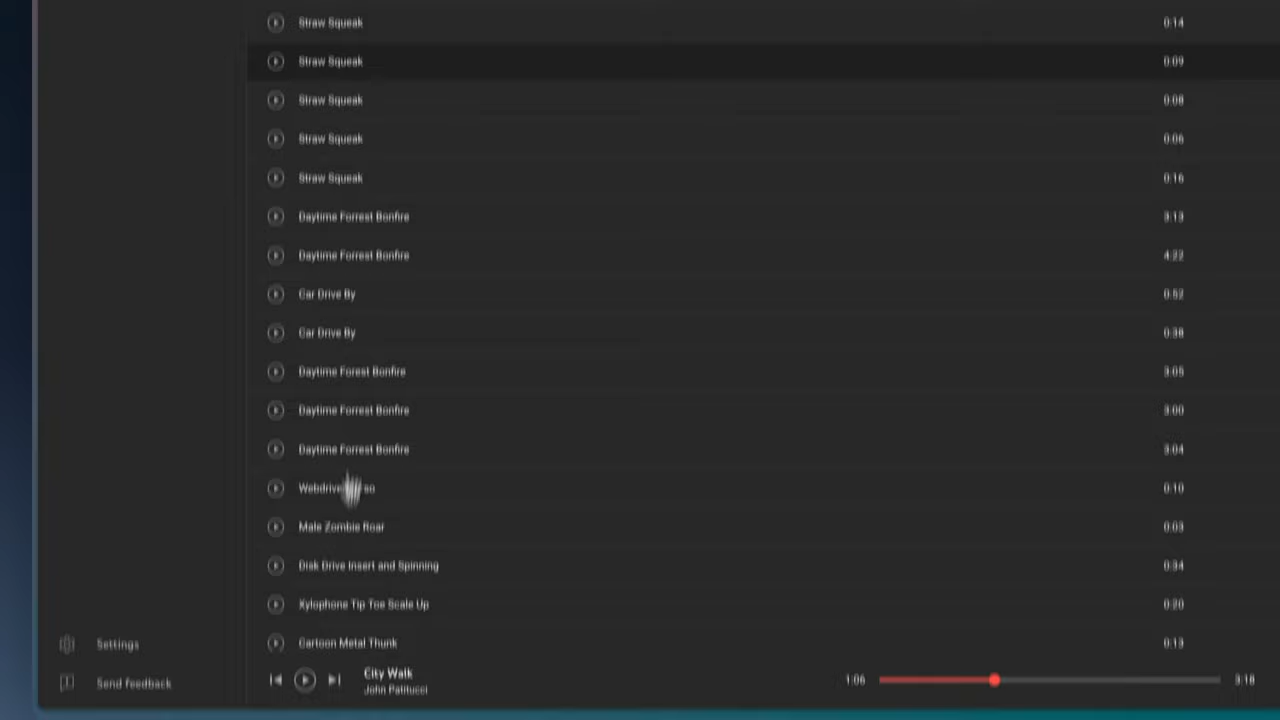 Straw Squeak 0:14
Straw Squeak 0:09
Straw Squeak 0:08
Straw Squeak 0:06
Straw Squeak 0:16
Daytime Forrest Bonfire 3:13
Daytime Forrest Bonfire 4:22
Car Drive By 0:52
Car Drive By 0:38
Daytime Forest Bonfire 3:05
Daytime Forrest Bonfire 3:00
Daytime Forrest Bonfire 3:04
0:10
Male Zombie Roar 0:03
Disk Drive Insert and Spinning 0:34
Xylophone Tip Toe Scale Up 0:20
Settings
Cartoon Metal Thunk 0:13
Send feedback
City Walk
John Patitucci
1:06 3:18